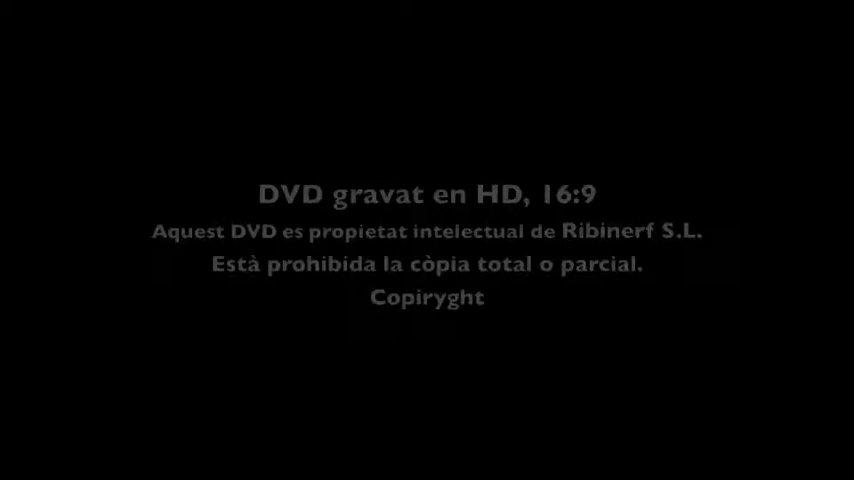 DVD gravat en HD, 16:9
Aquest DVD es propietat intelectual de Ribinerf S.L.
Està prohibida la còpia total o parcial.
Copiryght